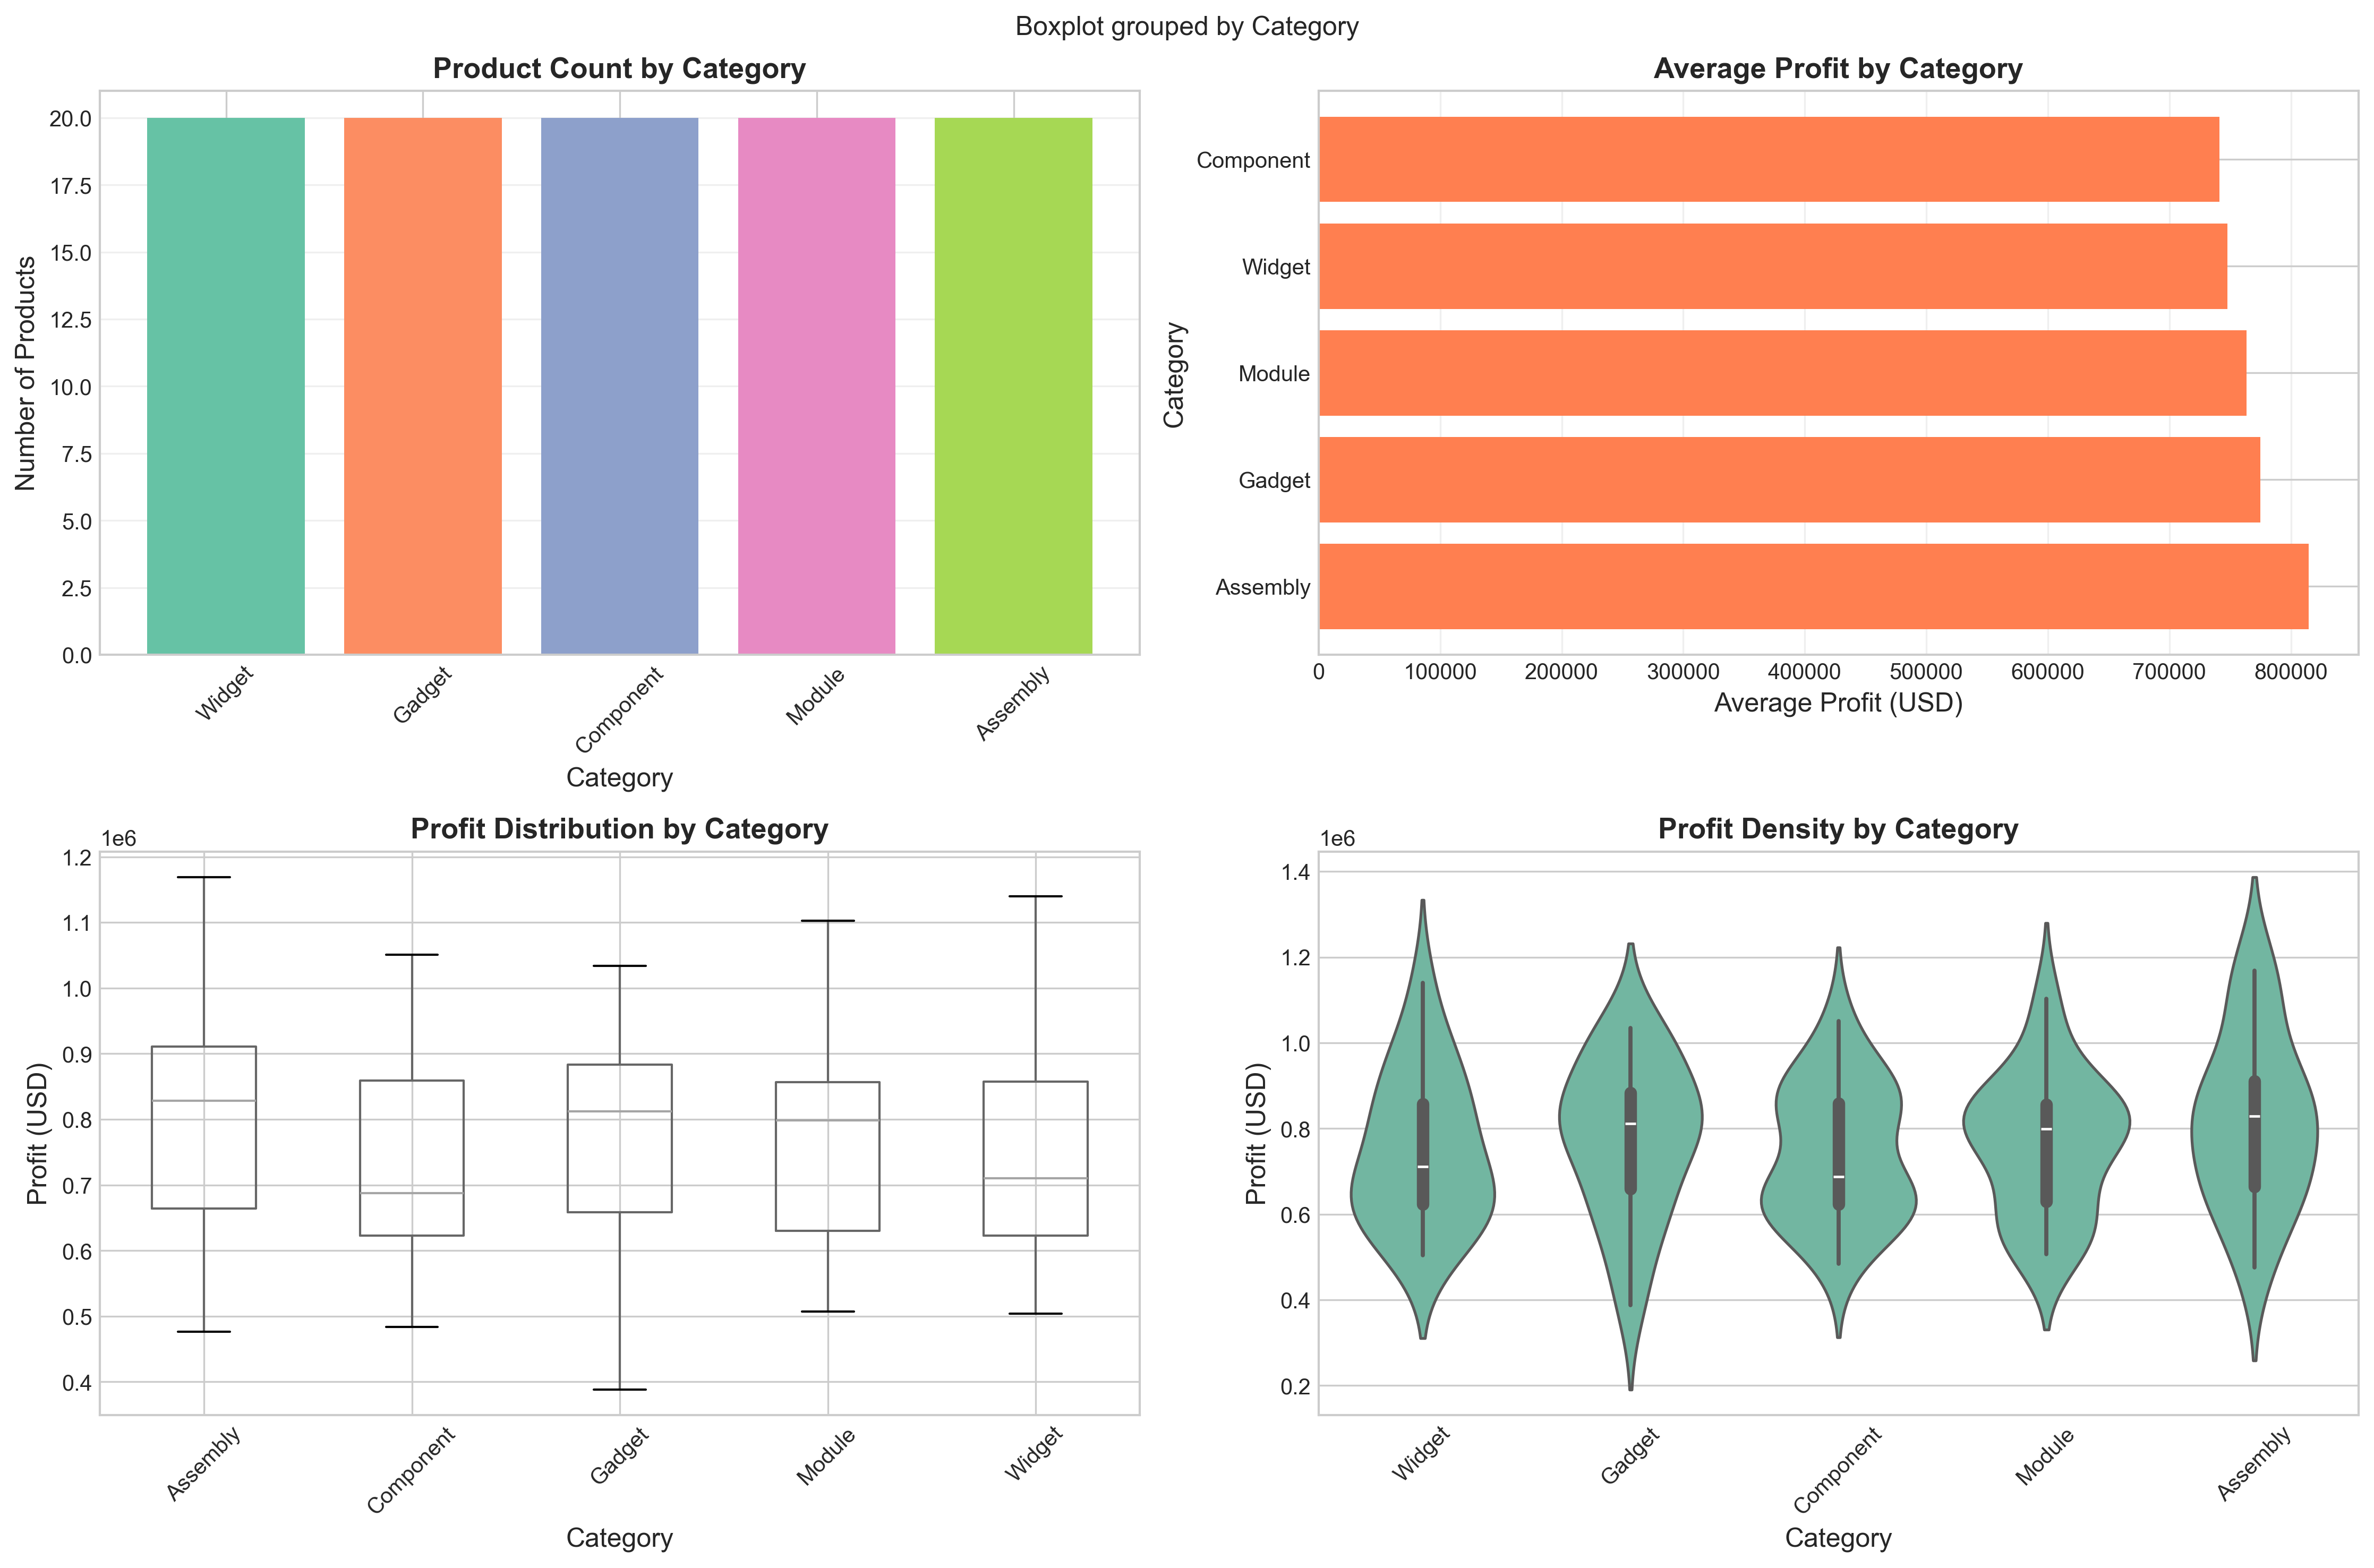 Boxplot grouped by Category
Product Count by Category
Number of Products
20.0
17.5
15.0
12.5
10.0
7.5
5.0
2.5
0.0
Widget
Gadget
Component
Module
Assembly
Category
Average Profit by Category
Category
Component
Widget
Module
Gadget
Assembly
0 100000 200000 300000 400000 500000 600000 700000 800000
Average Profit (USD)
Profit Distribution by Category
1e6
Profit (USD)
1.2
1.1
1.0
0.9
0.8
0.7
0.6
0.5
0.4
Assembly
Component
Gadget
Module
Widget
Category
Profit Density by Category
1e6
Profit (USD)
1.4
1.2
1.0
0.8
0.6
0.4
0.2
Widget
Gadget
Component
Module
Assembly
Category